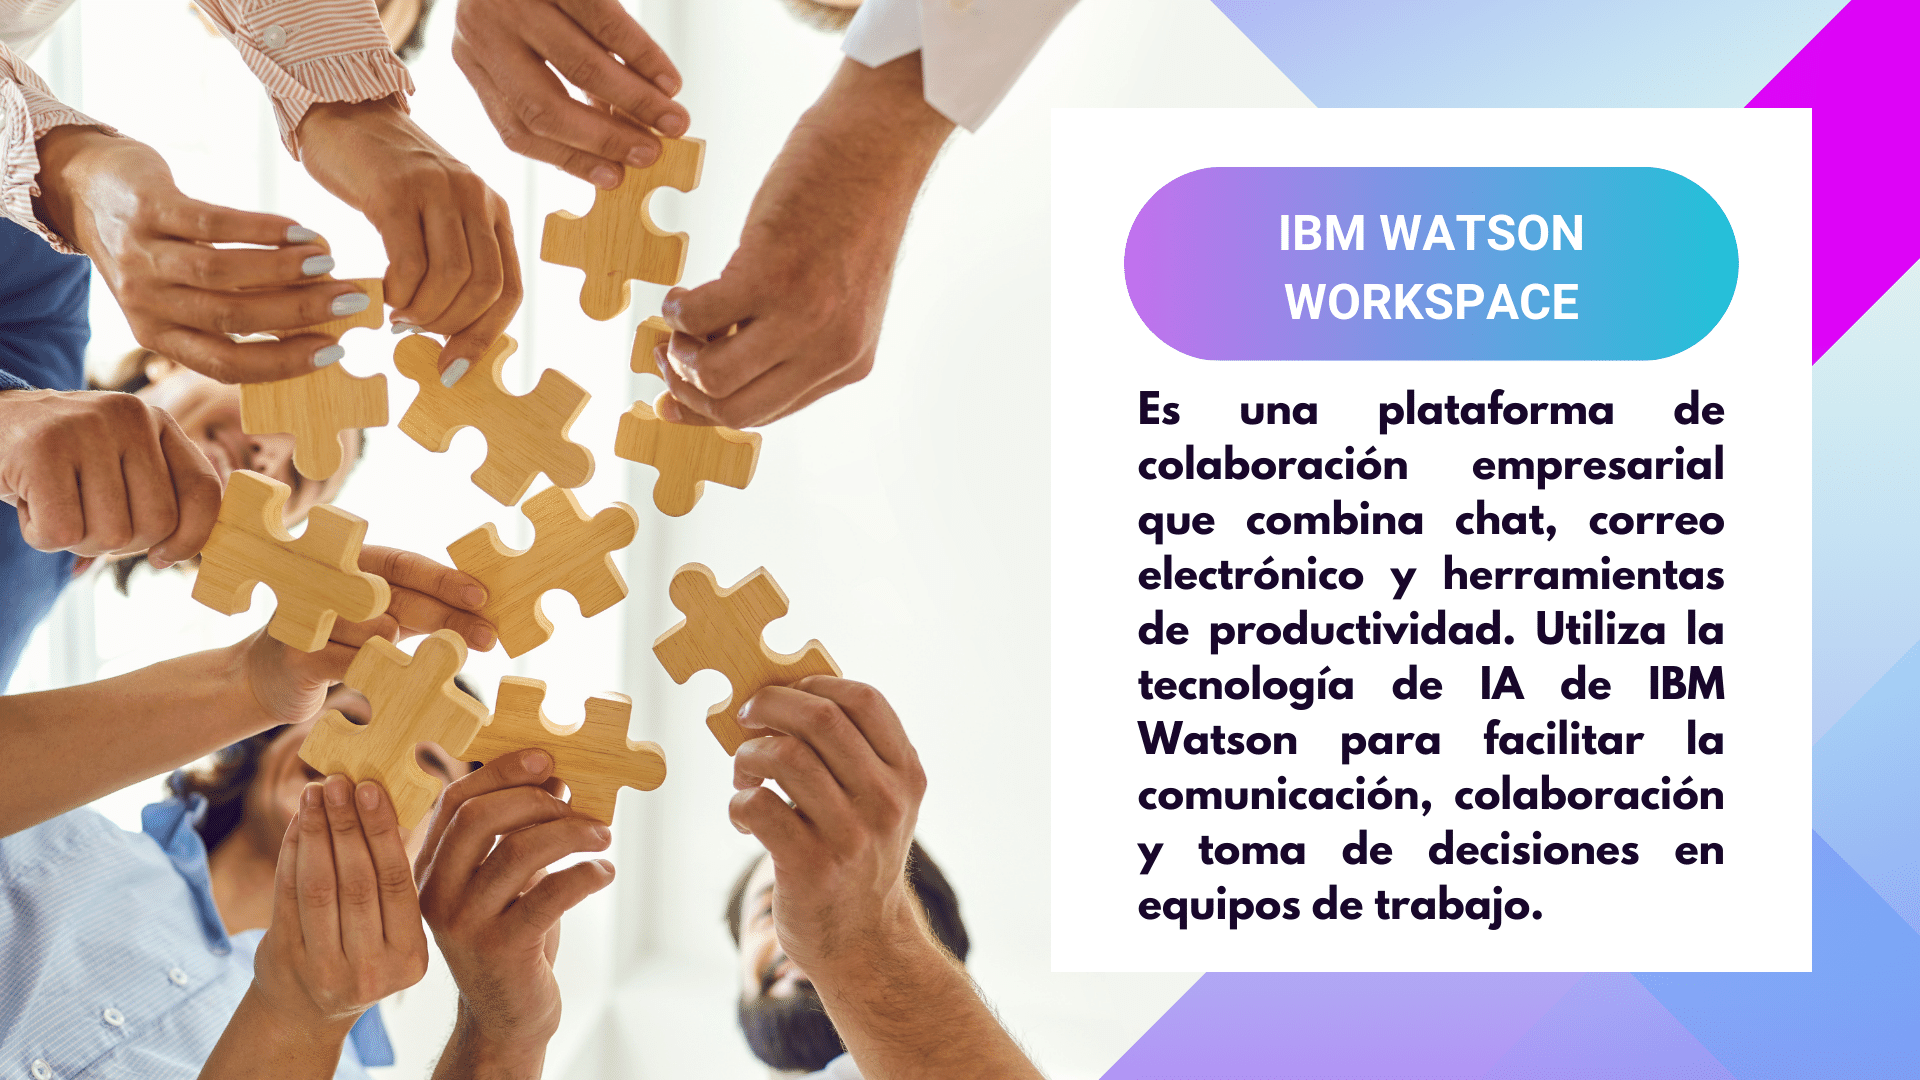 IBM WATSON
WORKSPACE
Es una plataforma de
colaboración empresarial
que combina chat, correo
electrónico y herramientas
de productividad. Utiliza la
tecnología de IA de IBM
Watson para facilitar la
comunicación, colaboración
y toma de decisiones en
equipos de trabajo.